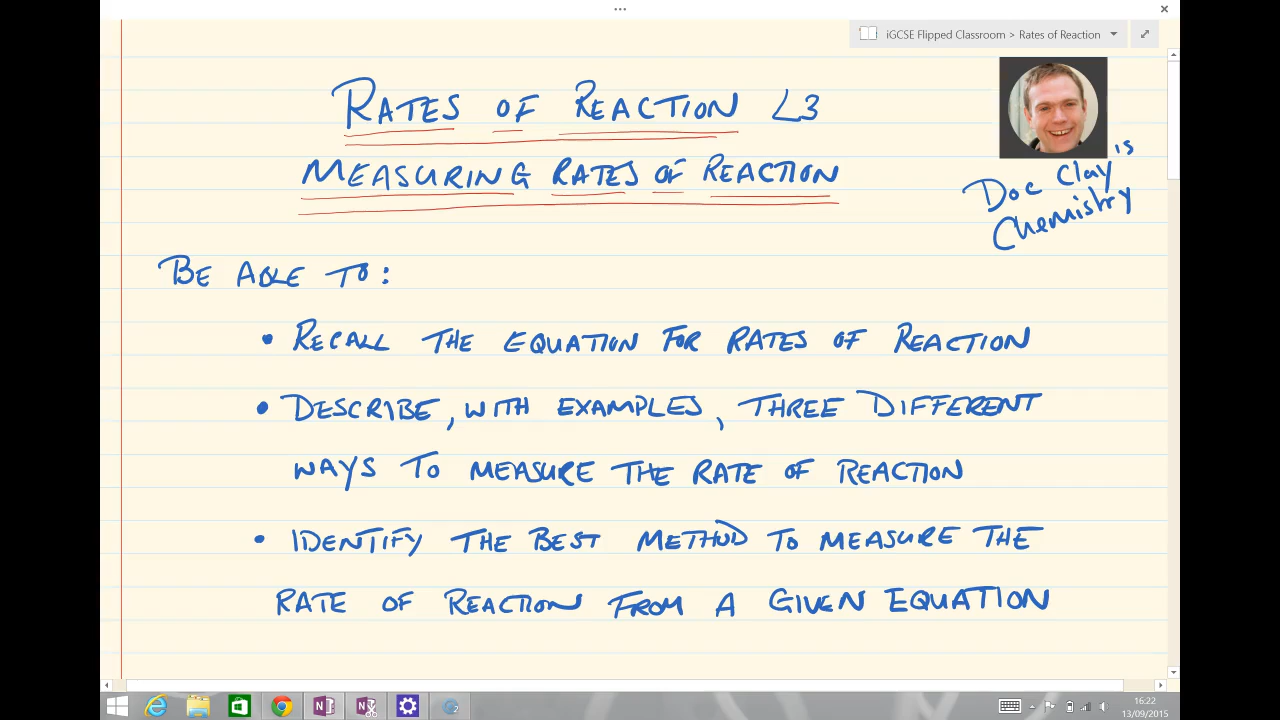 iGCSE Flipped Classroom > Rates of Reaction
RATES OF REACTION L3
MEASURING RATES OF REACTION
Doc Clay's
Chemistry
BE ABLE TO:
• RECALL THE EQUATION FOR RATES OF REACTION
• DESCRIBE, WITH EXAMPLES, THREE DIFFERENT
WAYS TO MEASURE THE RATE OF REACTION
• IDENTIFY THE BEST METHOD TO MEASURE THE
RATE OF REACTION FROM A GIVEN EQUATION
16:22
13/09/2015